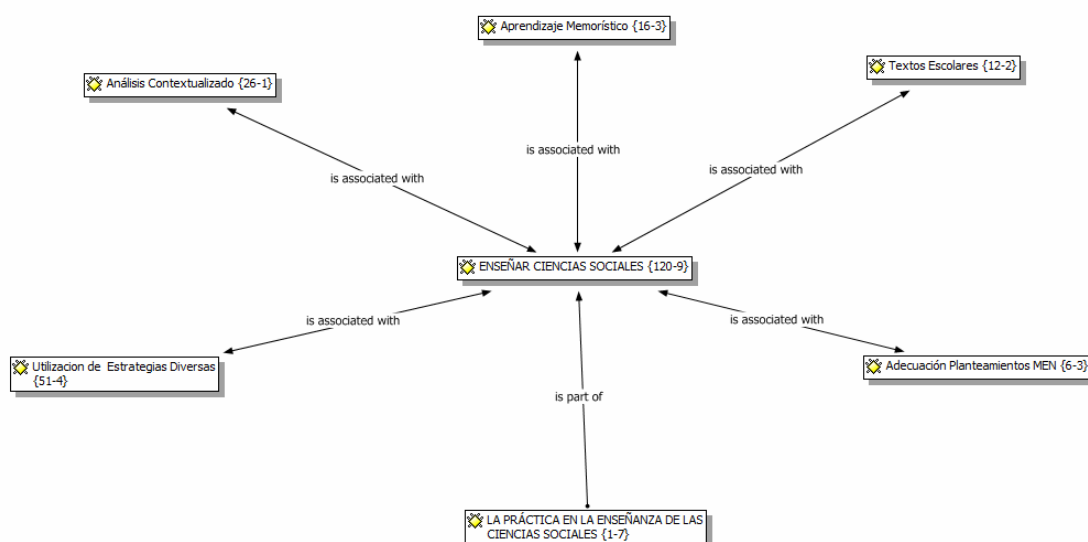 Aprendizaje Memorístico {16-3}
Textos Escolares {12-2}
Análisis Contextualizado {26-1}
is associated with
is associated with
is associated with
ENSEÑAR CIENCIAS SOCIALES {120-9}
is associated with
is associated with
Utilizacion de Estrategias Diversas
{51-4}
Adecuación Planteamientos MEN {6-3}
is part of
LA PRÁCTICA EN LA ENSEÑANZA DE LAS
CIENCIAS SOCIALES {1-7}